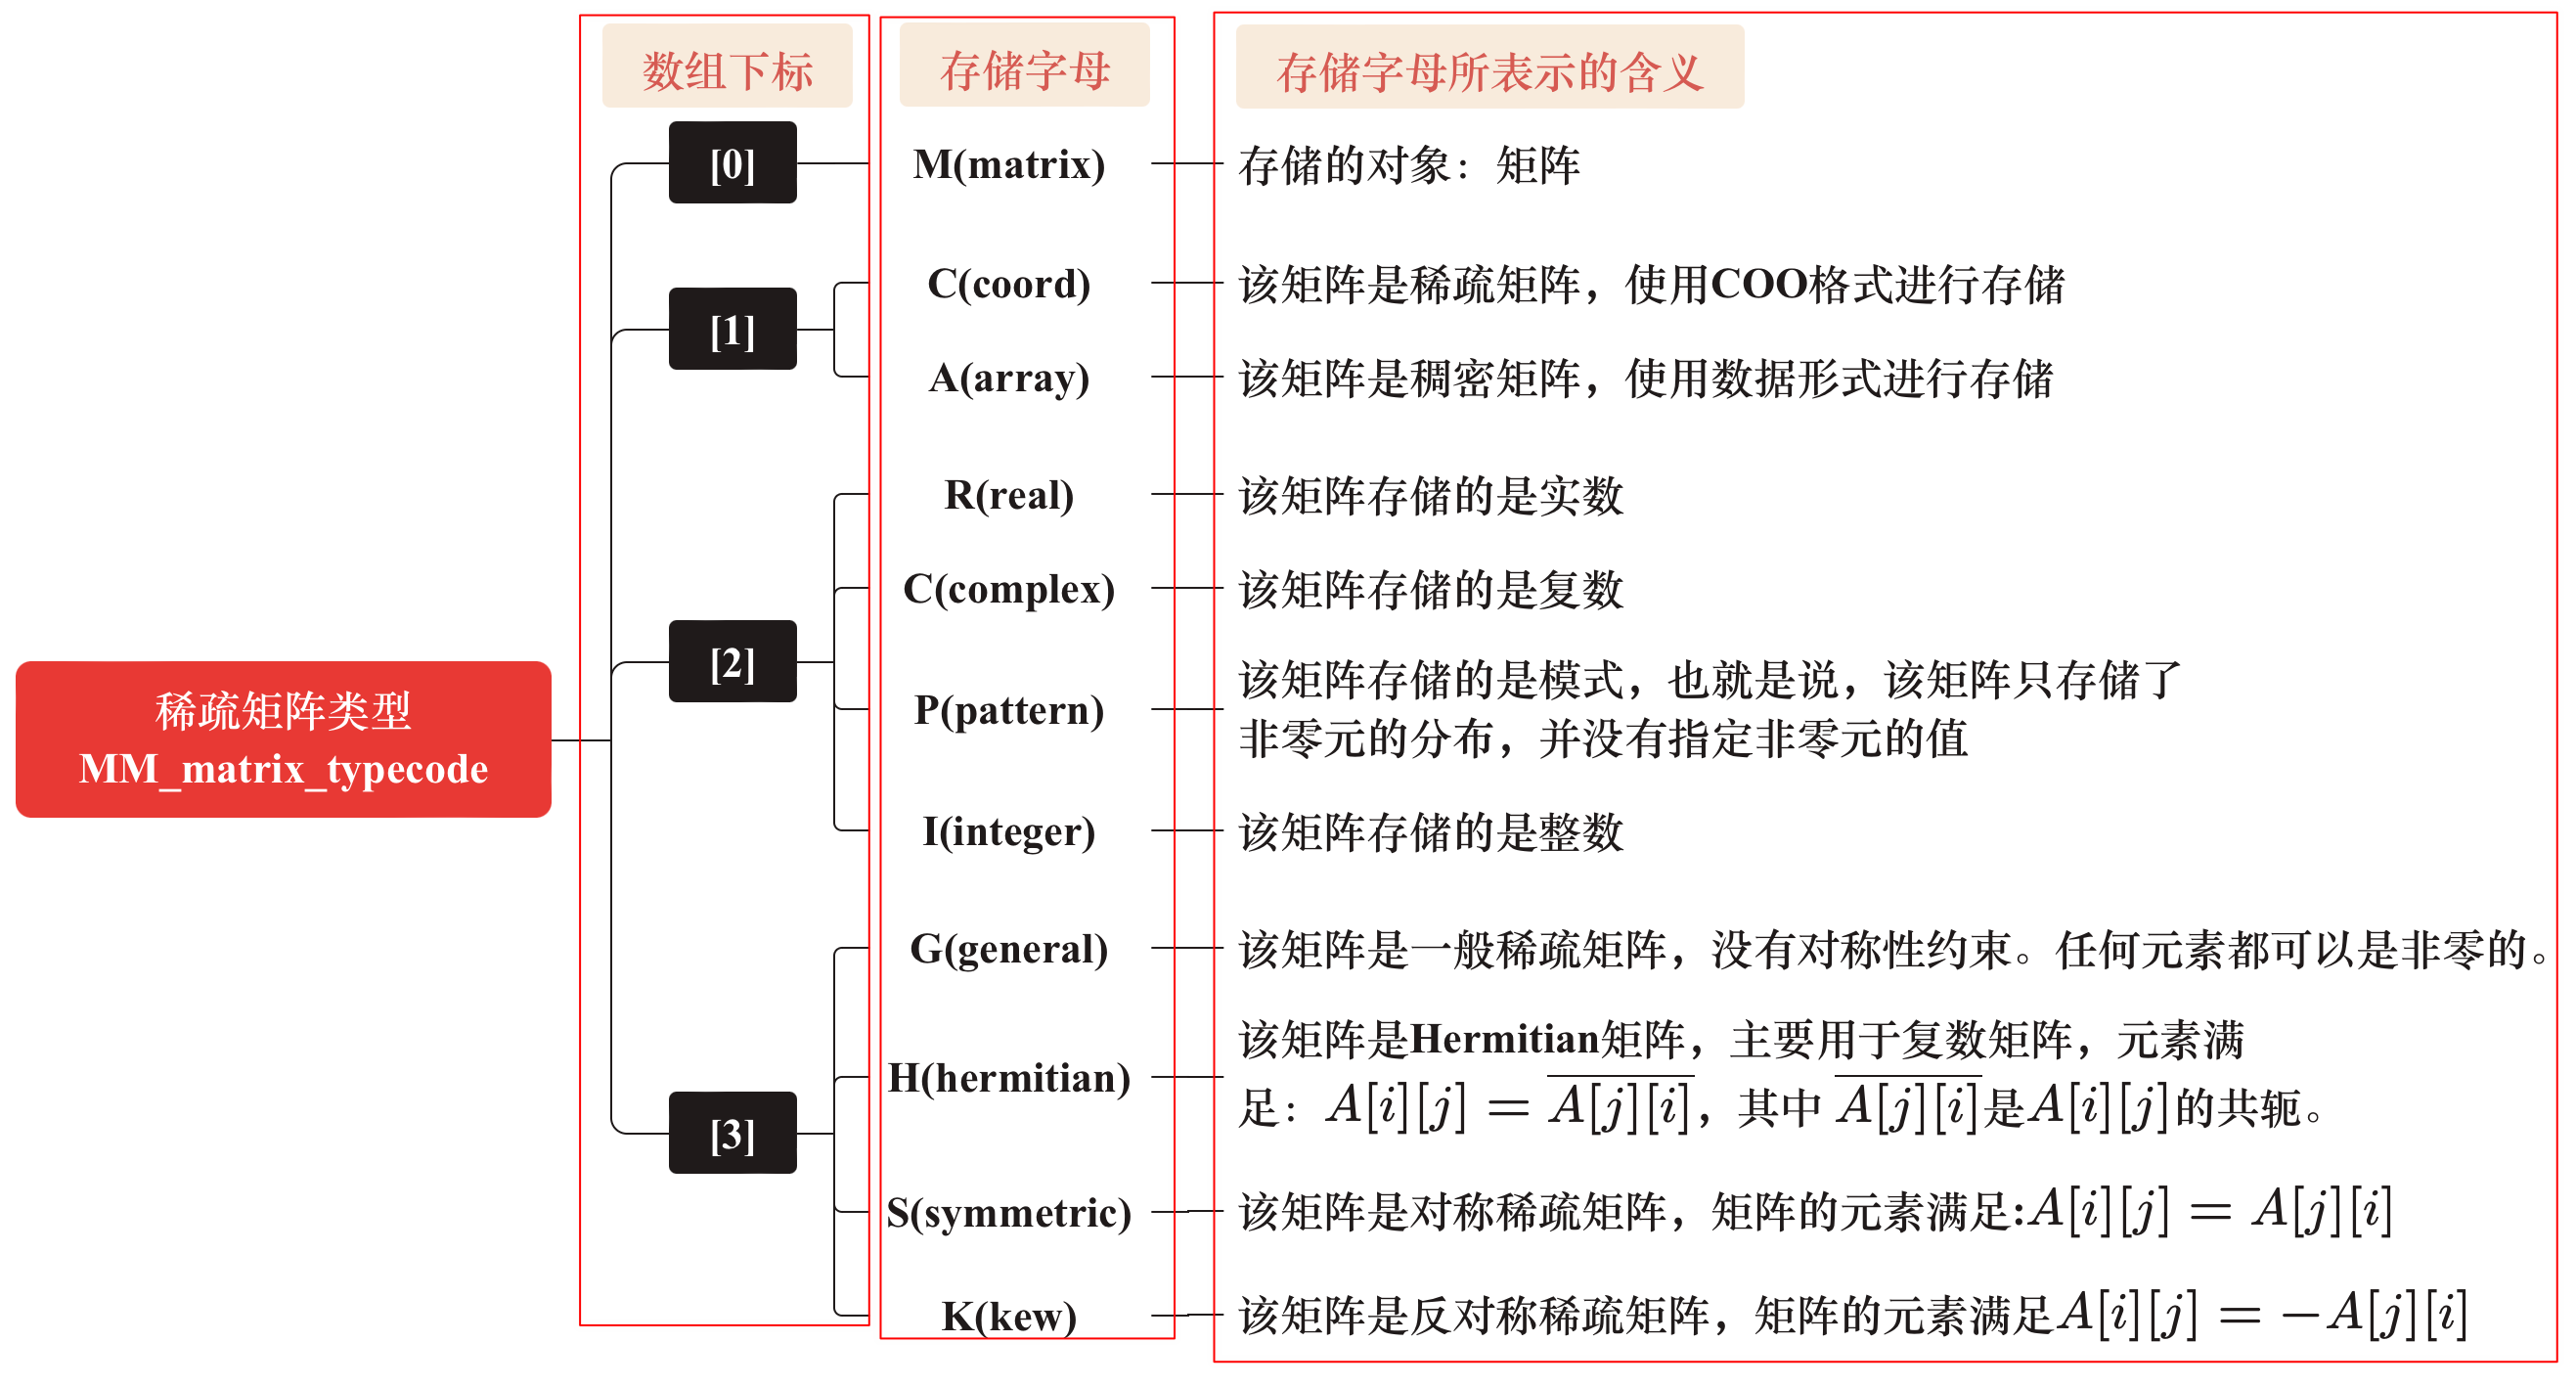 数组下标
存储字母
存储字母所表示的含义
[0]
M(matrix)
存储的对象：矩阵
[1]
C(coord)
该矩阵是稀疏矩阵，使用COO格式进行存储
A(array)
该矩阵是稠密矩阵，使用数据形式进行存储
[2]
R(real)
该矩阵存储的是实数
C(complex)
该矩阵存储的是复数
P(pattern)
该矩阵存储的是模式，也就是说，该矩阵只存储了
非零元的分布，并没有指定非零元的值
I(integer)
该矩阵存储的是整数
稀疏矩阵类型
MM_matrix_typecode
[3]
G(general)
该矩阵是一般稀疏矩阵，没有对称性约束。任何元素都可以是非零的。
H(hermitian)
该矩阵是Hermitian矩阵，主要用于复数矩阵，元素满
足：$A[i][j] = \overline{A[j][i]}$，其中 $\overline{A[j][i]}$是$A[i][j]$的共轭。
S(symmetric)
该矩阵是对称稀疏矩阵，矩阵的元素满足:$A[i][j] = A[j][i]$
K(kew)
该矩阵是反对称稀疏矩阵，矩阵的元素满足$A[i][j] = -A[j][i]$